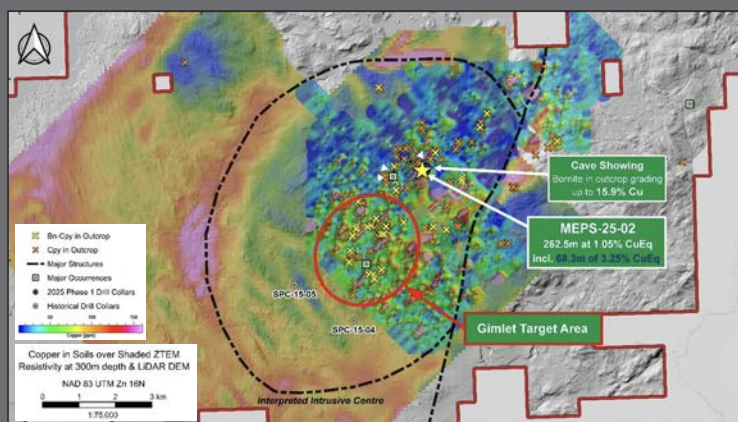 Cave Showing
Bornite in outcrop grading
up to 15.9% Cu
MEPS-25-02
262.5m at 1.05% CuEq
incl. 68.3m of 3.25% CuEq
Bn-Cpy in Outcrop
Cpy in Outcrop
Major Structures
Major Occurrences
2025 Phase 1 Drill Collars
Historical Drill Collars
50 100 150
Copper (ppm)
SPC-15-05
SPC-15-04
Gimlet Target Area
Copper in Soils over Shaded ZTEM
Resistivity at 300m depth & LiDAR DEM
NAD 83 UTM Zn 16N
0 1 2 3 km
1:75,000
Interpreted Intrusive Centre